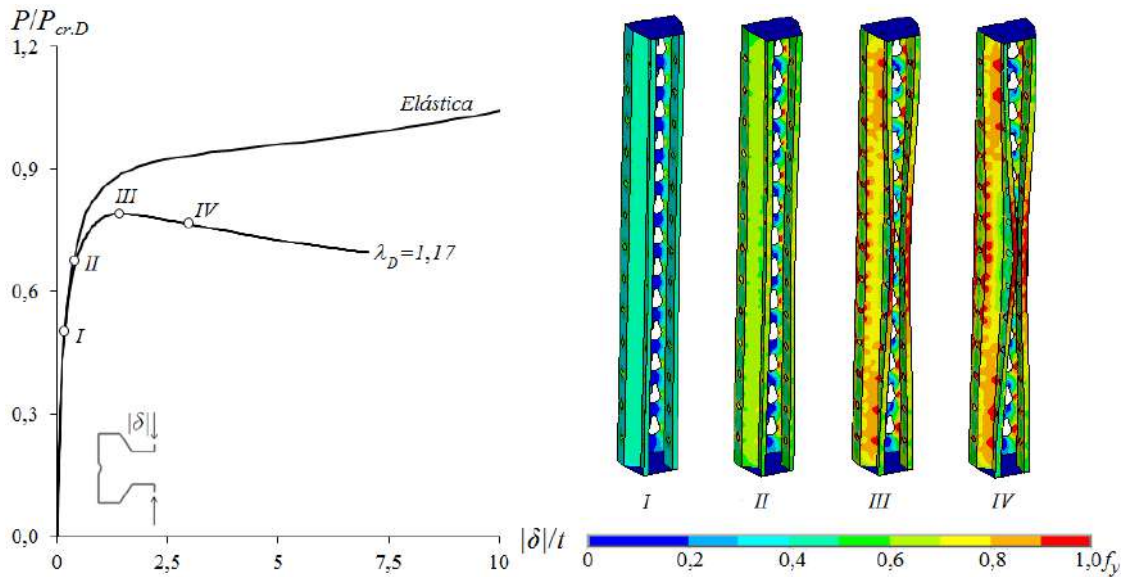 P/P_cr.D
1,2
0,9
0,6
0,3
0,0
Elástica
III
IV
II
I
λ_D=1,17
|δ|
0 2,5 5 7,5 10
|δ|/t
I II III IV
0 0,2 0,4 0,6 0,8 1,0 f_y